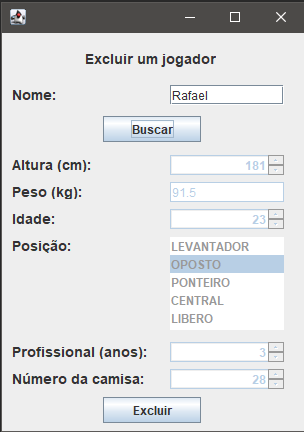 Excluir um jogador
Nome: Rafael
Buscar
Altura (cm): 181
Peso (kg): 91.5
Idade: 23
Posição: LEVANTADOR
OPOSTO
PONTEIRO
CENTRAL
LIBERO
Profissional (anos): 3
Número da camisa: 28
Excluir